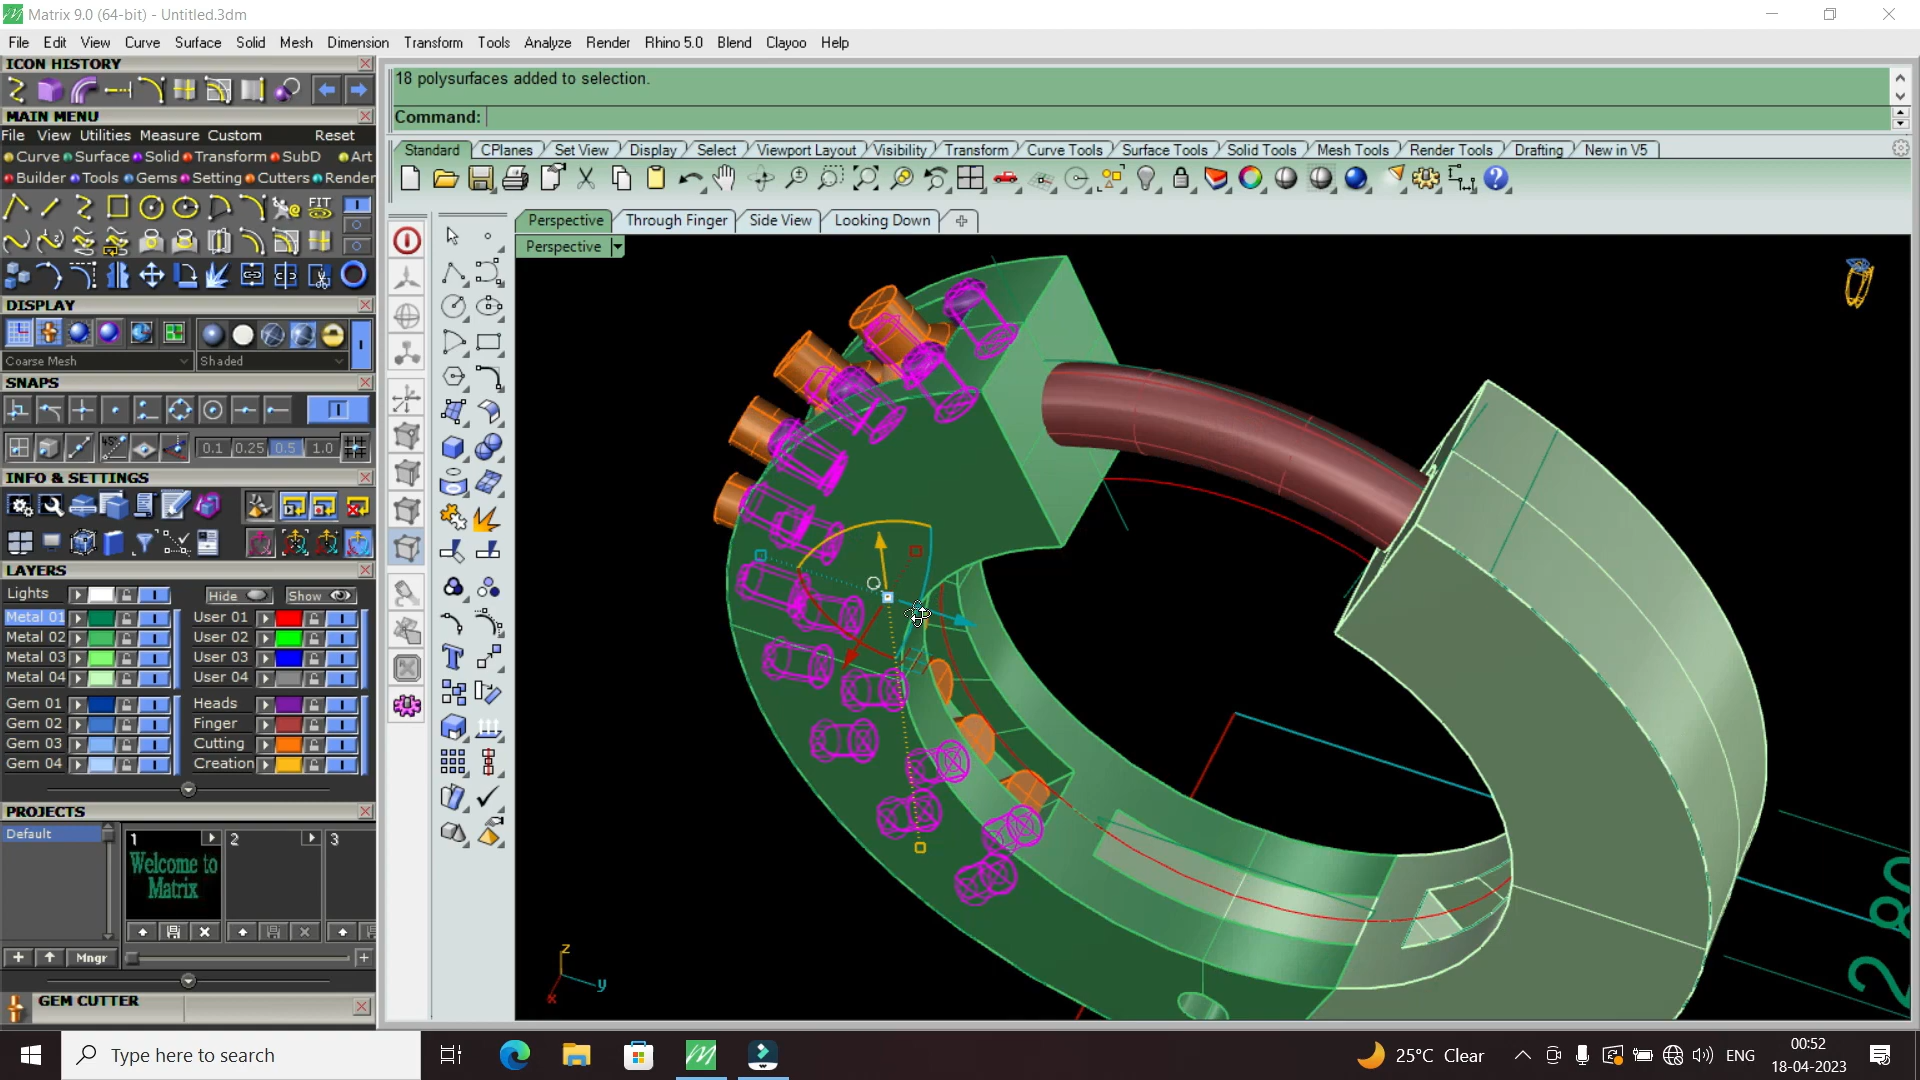 Matrix 9.0 (64-bit) - Untitled.3dm
File Edit View Curve Surface Solid Mesh Dimension Transform Tools Analyze Render Rhino 5.0 Blend Clayoo Help
ICON HISTORY
18 polysurfaces added to selection.
Command:
MAIN MENU
File View Utilities Measure Custom Reset
Curve Surface Solid Transform SubD Art
Builder Tools Gems Setting Cutters Render
FIT
Standard CPlanes Set View Display Select Viewport Layout Visibility Transform Curve Tools Surface Tools Solid Tools Mesh Tools Render Tools Drafting New in V5
Perspective Through Finger Side View Looking Down
Perspective
DISPLAY
Coarse Mesh Shaded
SNAPS
0.1 0.25 0.5 1.0
INFO & SETTINGS
LAYERS
Lights Hide Show
Metal 01 User 01
Metal 02 User 02
Metal 03 User 03
Metal 04 User 04
Gem 01 Heads
Gem 02 Finger
Gem 03 Cutting
Gem 04 Creation
PROJECTS
Default 1 2 3
Welcome to
Matrix
Mngr
GEM CUTTER
z
y
x
2.80
Type here to search
25°C Clear
ENG
00:52
18-04-2023